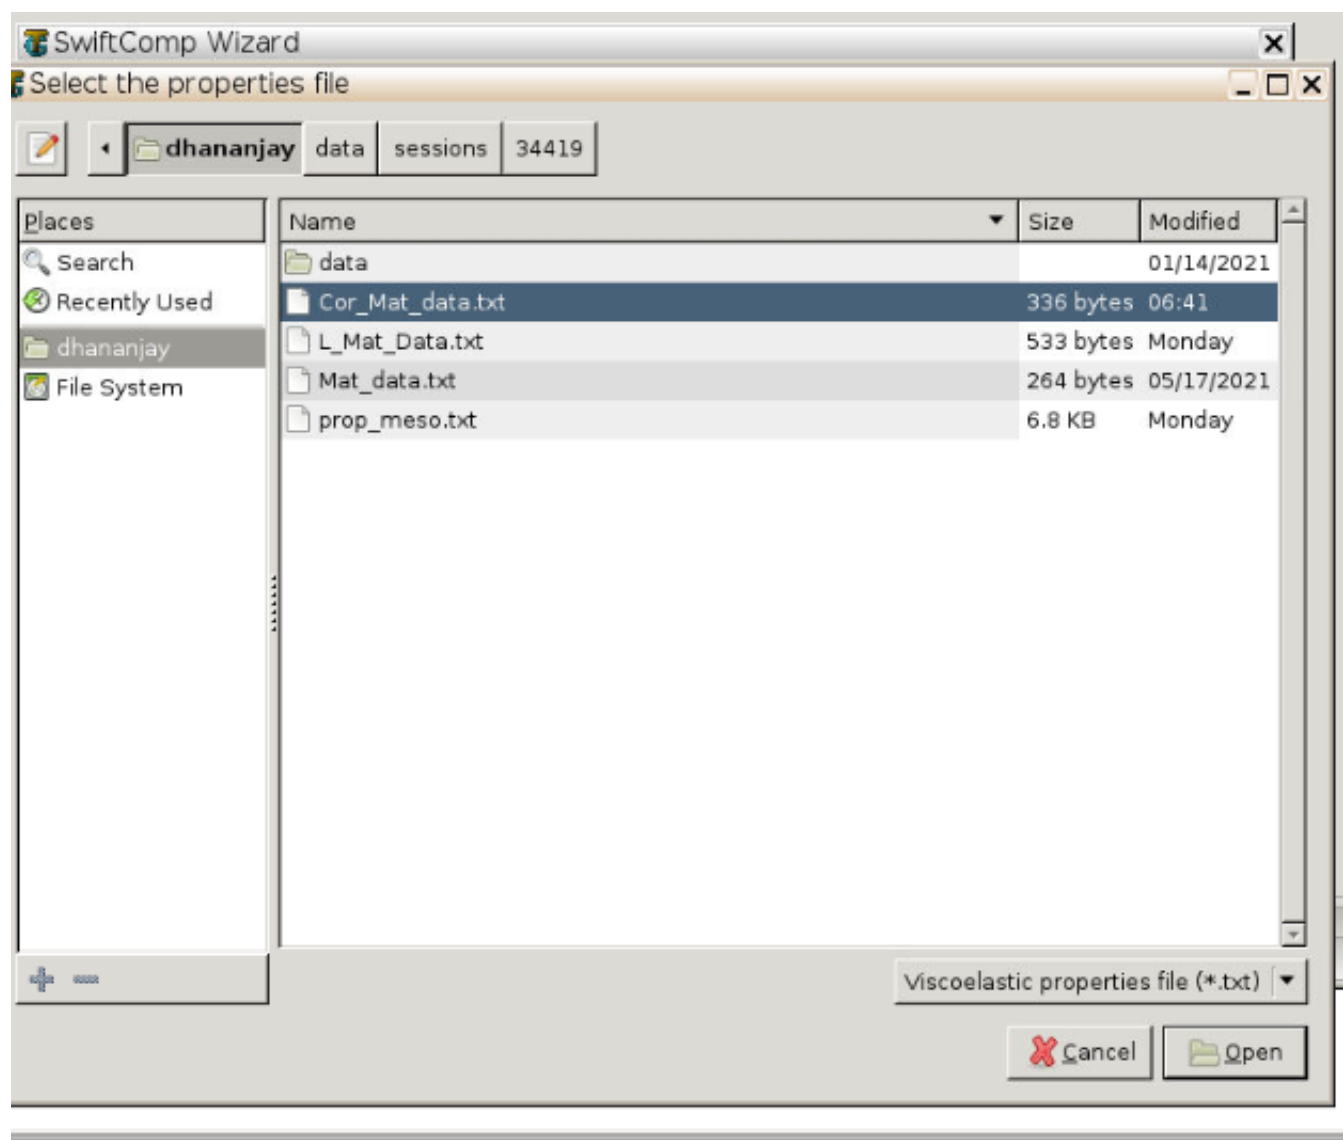 SwiftComp Wizard
Select the properties file
dhananjay data sessions 34419
Places Name Size Modified
Search data 01/14/2021
Recently Used Cor_Mat_data.txt 336 bytes 06:41
dhananjay L_Mat_Data.txt 533 bytes Monday
File System Mat_data.txt 264 bytes 05/17/2021
prop_meso.txt 6.8 KB Monday
Viscoelastic properties file (*.txt)
Cancel Open